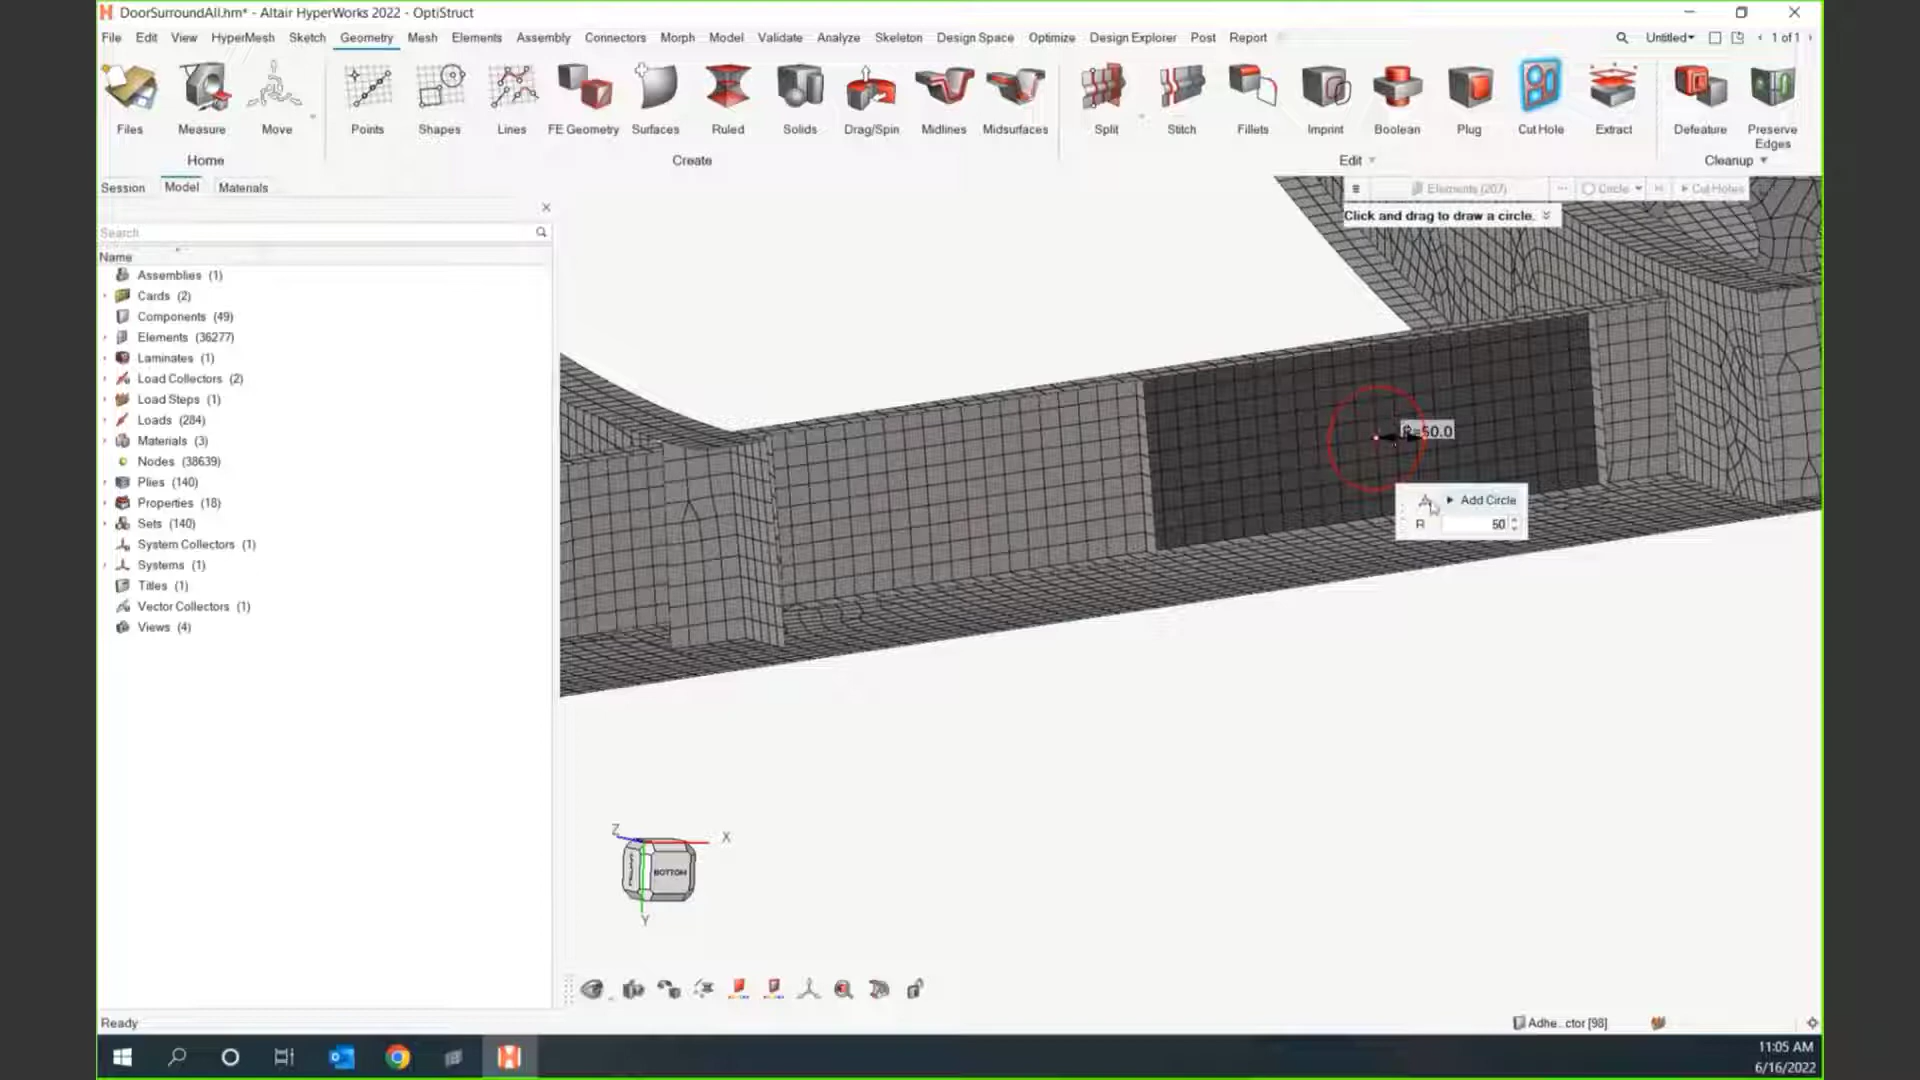 DoorSurroundAll.hm* - Altair HyperWorks 2022 - OptiStruct
File Edit View HyperMesh Sketch Geometry Mesh Elements Assembly Connectors Morph Model Validate Analyze Skeleton Design Space Optimize Design Explorer Post Report Untitled 1 of 1
Files Measure Move Points Shapes Lines FE Geometry Surfaces Ruled Solids Drag/Spin Midlines Midsurfaces Split Stitch Fillets Imprint Boolean Plug Cut Hole Extract Defeature Preserve Edges
Home Create Edit Cleanup
Session Model Materials
Elements (207) Circle Cut Holes
Click and drag to draw a circle.
Search
Name
Assemblies (1)
Cards (2)
Components (49)
Elements (36277)
Laminates (1)
Load Collectors (2)
Load Steps (1)
Loads (284)
Materials (3)
Nodes (38639)
Plies (140)
Properties (18)
Sets (140)
System Collectors (1)
Systems (1)
Titles (1)
Vector Collectors (1)
Views (4)
R=50.0
Add Circle
R 50
Z X
BOTTOM
Y
Ready
Adhe...ctor [98]
11:05 AM
6/16/2022